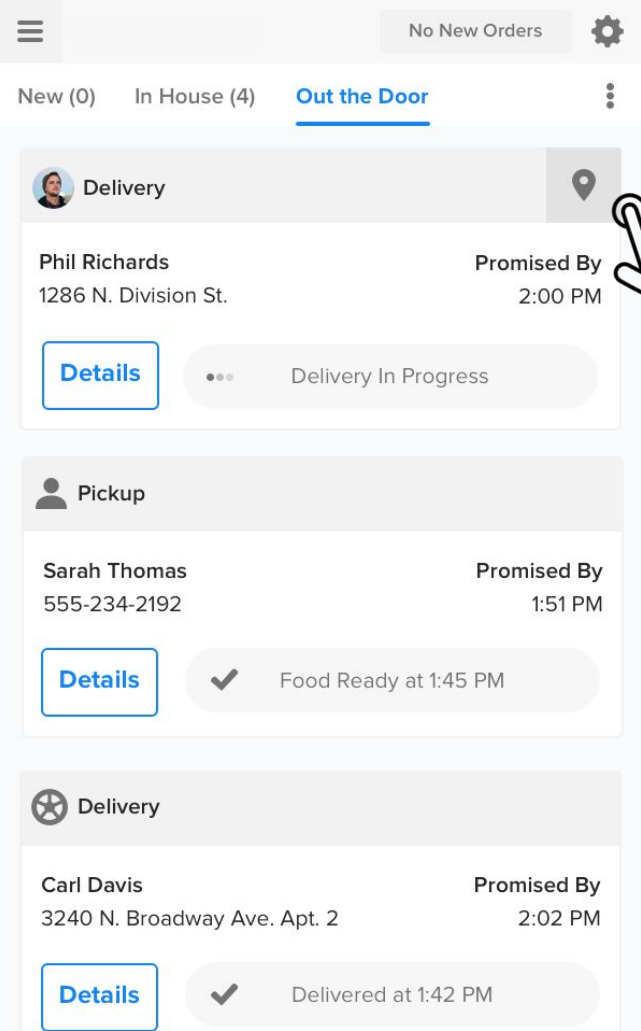 No New Orders
New (0) In House (4) Out the Door
Delivery
Phil Richards Promised By
1286 N. Division St. 2:00 PM
Details Delivery In Progress
Pickup
Sarah Thomas Promised By
555-234-2192 1:51 PM
Details Food Ready at 1:45 PM
Delivery
Carl Davis Promised By
3240 N. Broadway Ave. Apt. 2 2:02 PM
Details Delivered at 1:42 PM